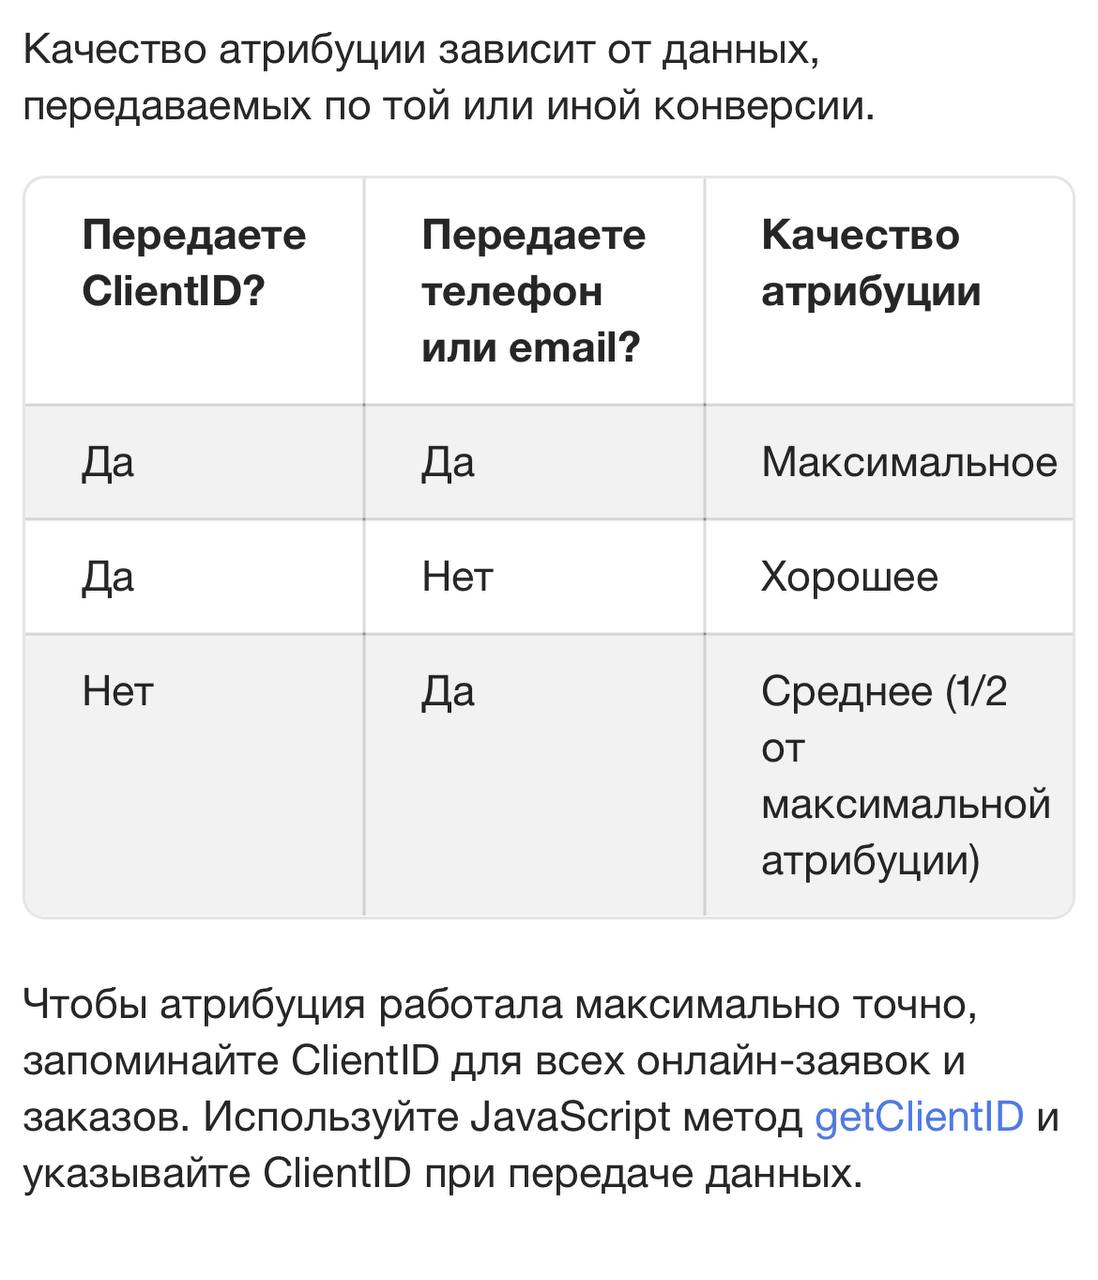 Качество атрибуции зависит от данных,
передаваемых по той или иной конверсии.
Передаете
ClientID?
Передаете
телефон
или email?
Качество
атрибуции
Да
Да
Максимальное
Да
Нет
Хорошее
Нет
Да
Среднее (1/2
от
максимальной
атрибуции)
Чтобы атрибуция работала максимально точно,
запоминайте ClientID для всех онлайн-заявок и
заказов. Используйте JavaScript метод getClientID и
указывайте ClientID при передаче данных.